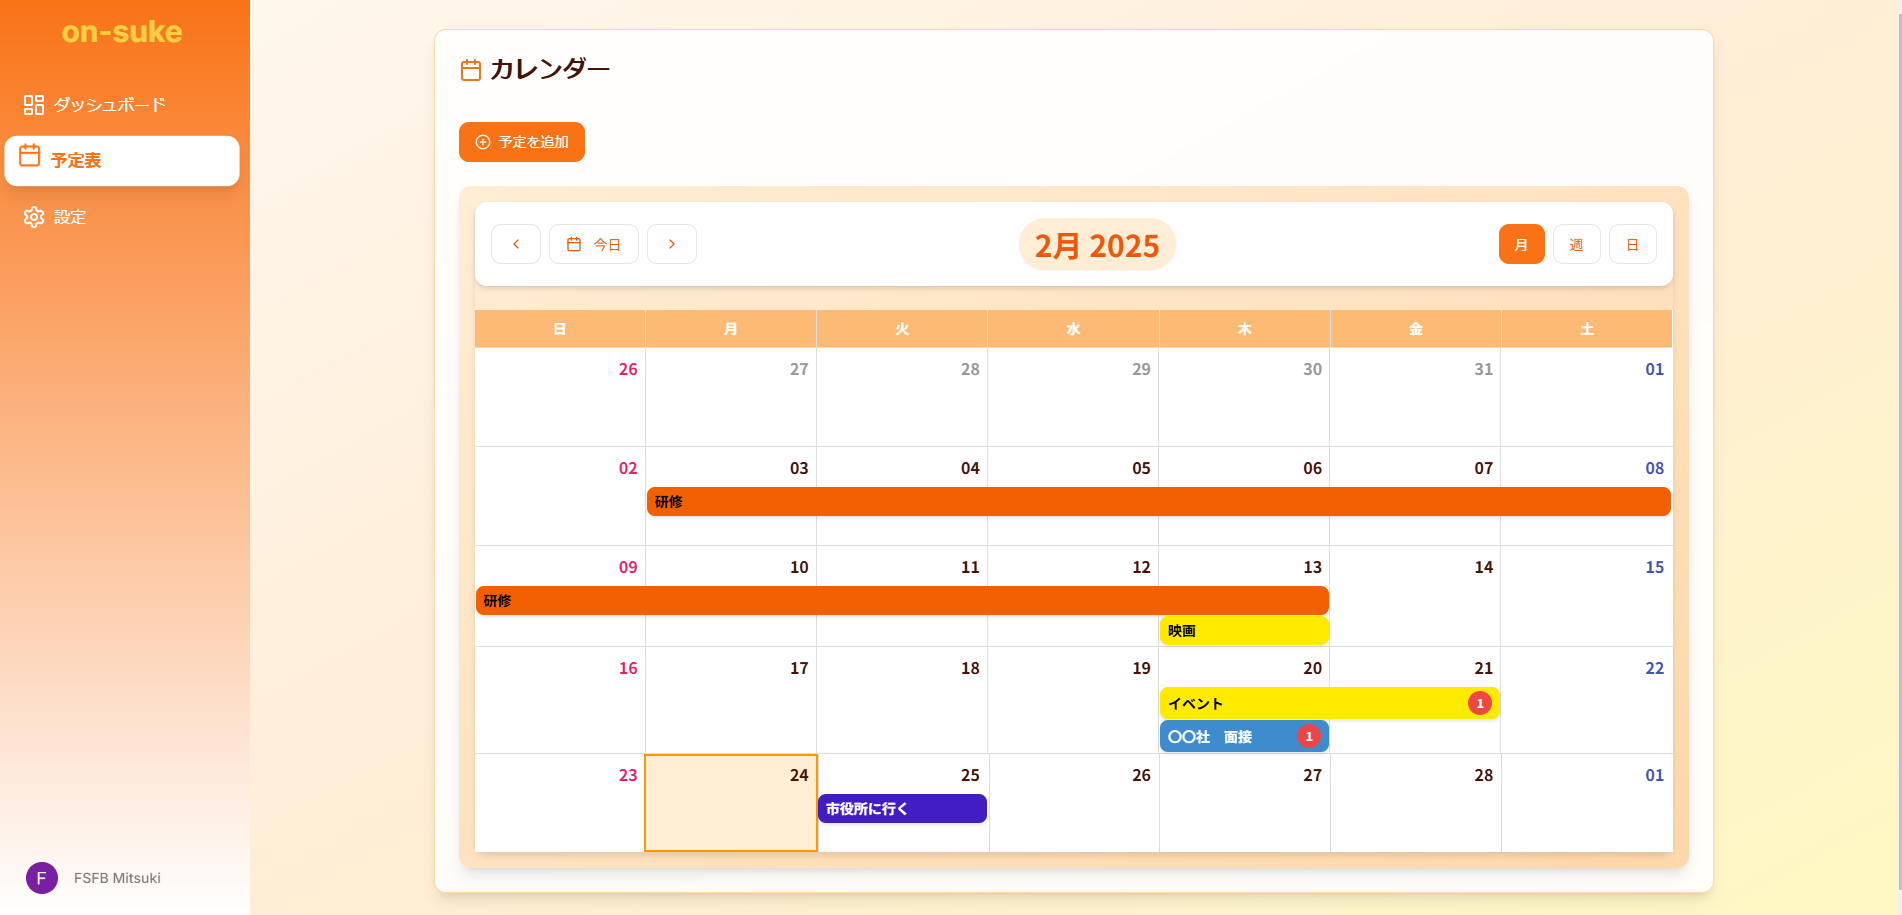 on-suke
ダッシュボード
予定表
設定
FSFB Mitsuki
F
カレンダー
予定を追加
今日
2月 2025
月 週 日
日 月 火 水 木 金 土
26 27 28 29 30 31 01
02 03 04 05 06 07 08
研修
09 10 11 12 13 14 15
研修
映画
16 17 18 19 20 21 22
イベント 1
〇〇社　面接 1
23 24 25 26 27 28 01
市役所に行く